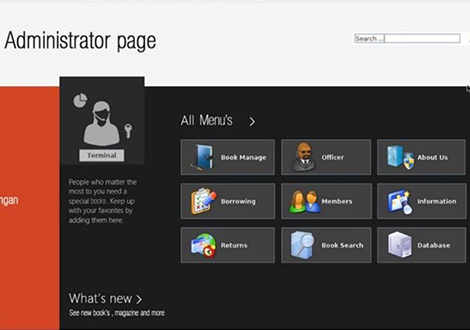 Administrator page
Search ...
ngan
Terminal
People who matter the
most to you need a
special books. Keep up
with your favorites by
adding them here.
All Menu's >
Book Manage
Officer
About Us
Borrowing
Members
Information
Returns
Book Search
Database
What's new >
See new book's , magazine and more